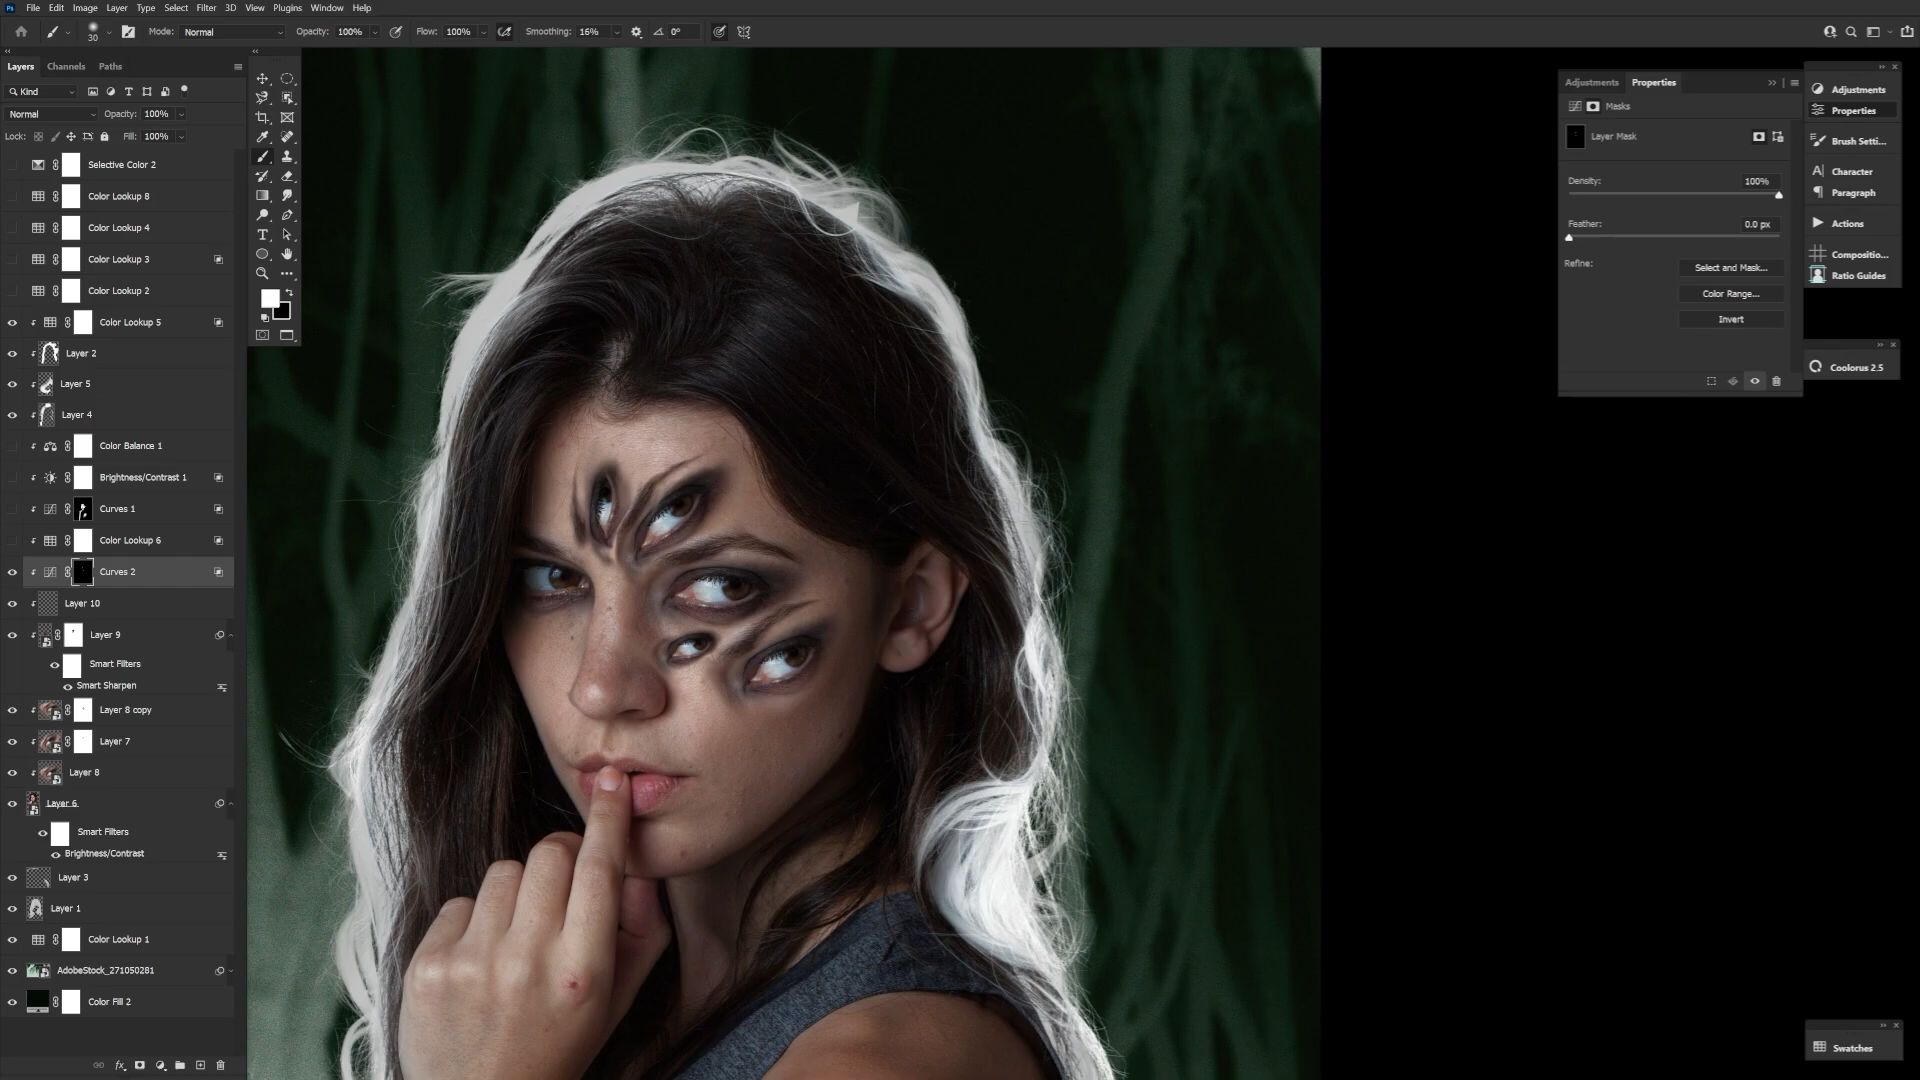 Ps File Edit Image Layer Type Select Filter 3D View Plugins Window Help
30 Mode: Normal Opacity: 100% Flow: 100% Smoothing: 16% 0°
Layers Channels Paths
Kind
Normal Opacity: 100%
Lock: Fill: 100%
Selective Color 2
Color Lookup 8
Color Lookup 4
Color Lookup 3
Color Lookup 2
Color Lookup 5
Layer 2
Layer 5
Layer 4
Color Balance 1
Brightness/Contrast 1
Curves 1
Color Lookup 6
Curves 2
Layer 10
Layer 9
Smart Filters
Smart Sharpen
Layer 8 copy
Layer 7
Layer 8
Layer 6
Smart Filters
Brightness/Contrast
Layer 3
Layer 1
Color Lookup 1
AdobeStock_271050281
Color Fill 2
fx
Adjustments Properties
Masks
Layer Mask
Density: 100%
Feather: 0.0 px
Refine: Select and Mask...
Color Range...
Invert
Adjustments
Properties
Brush Setti...
Character
Paragraph
Actions
Compositio...
Ratio Guides
Coolorus 2.5
Swatches